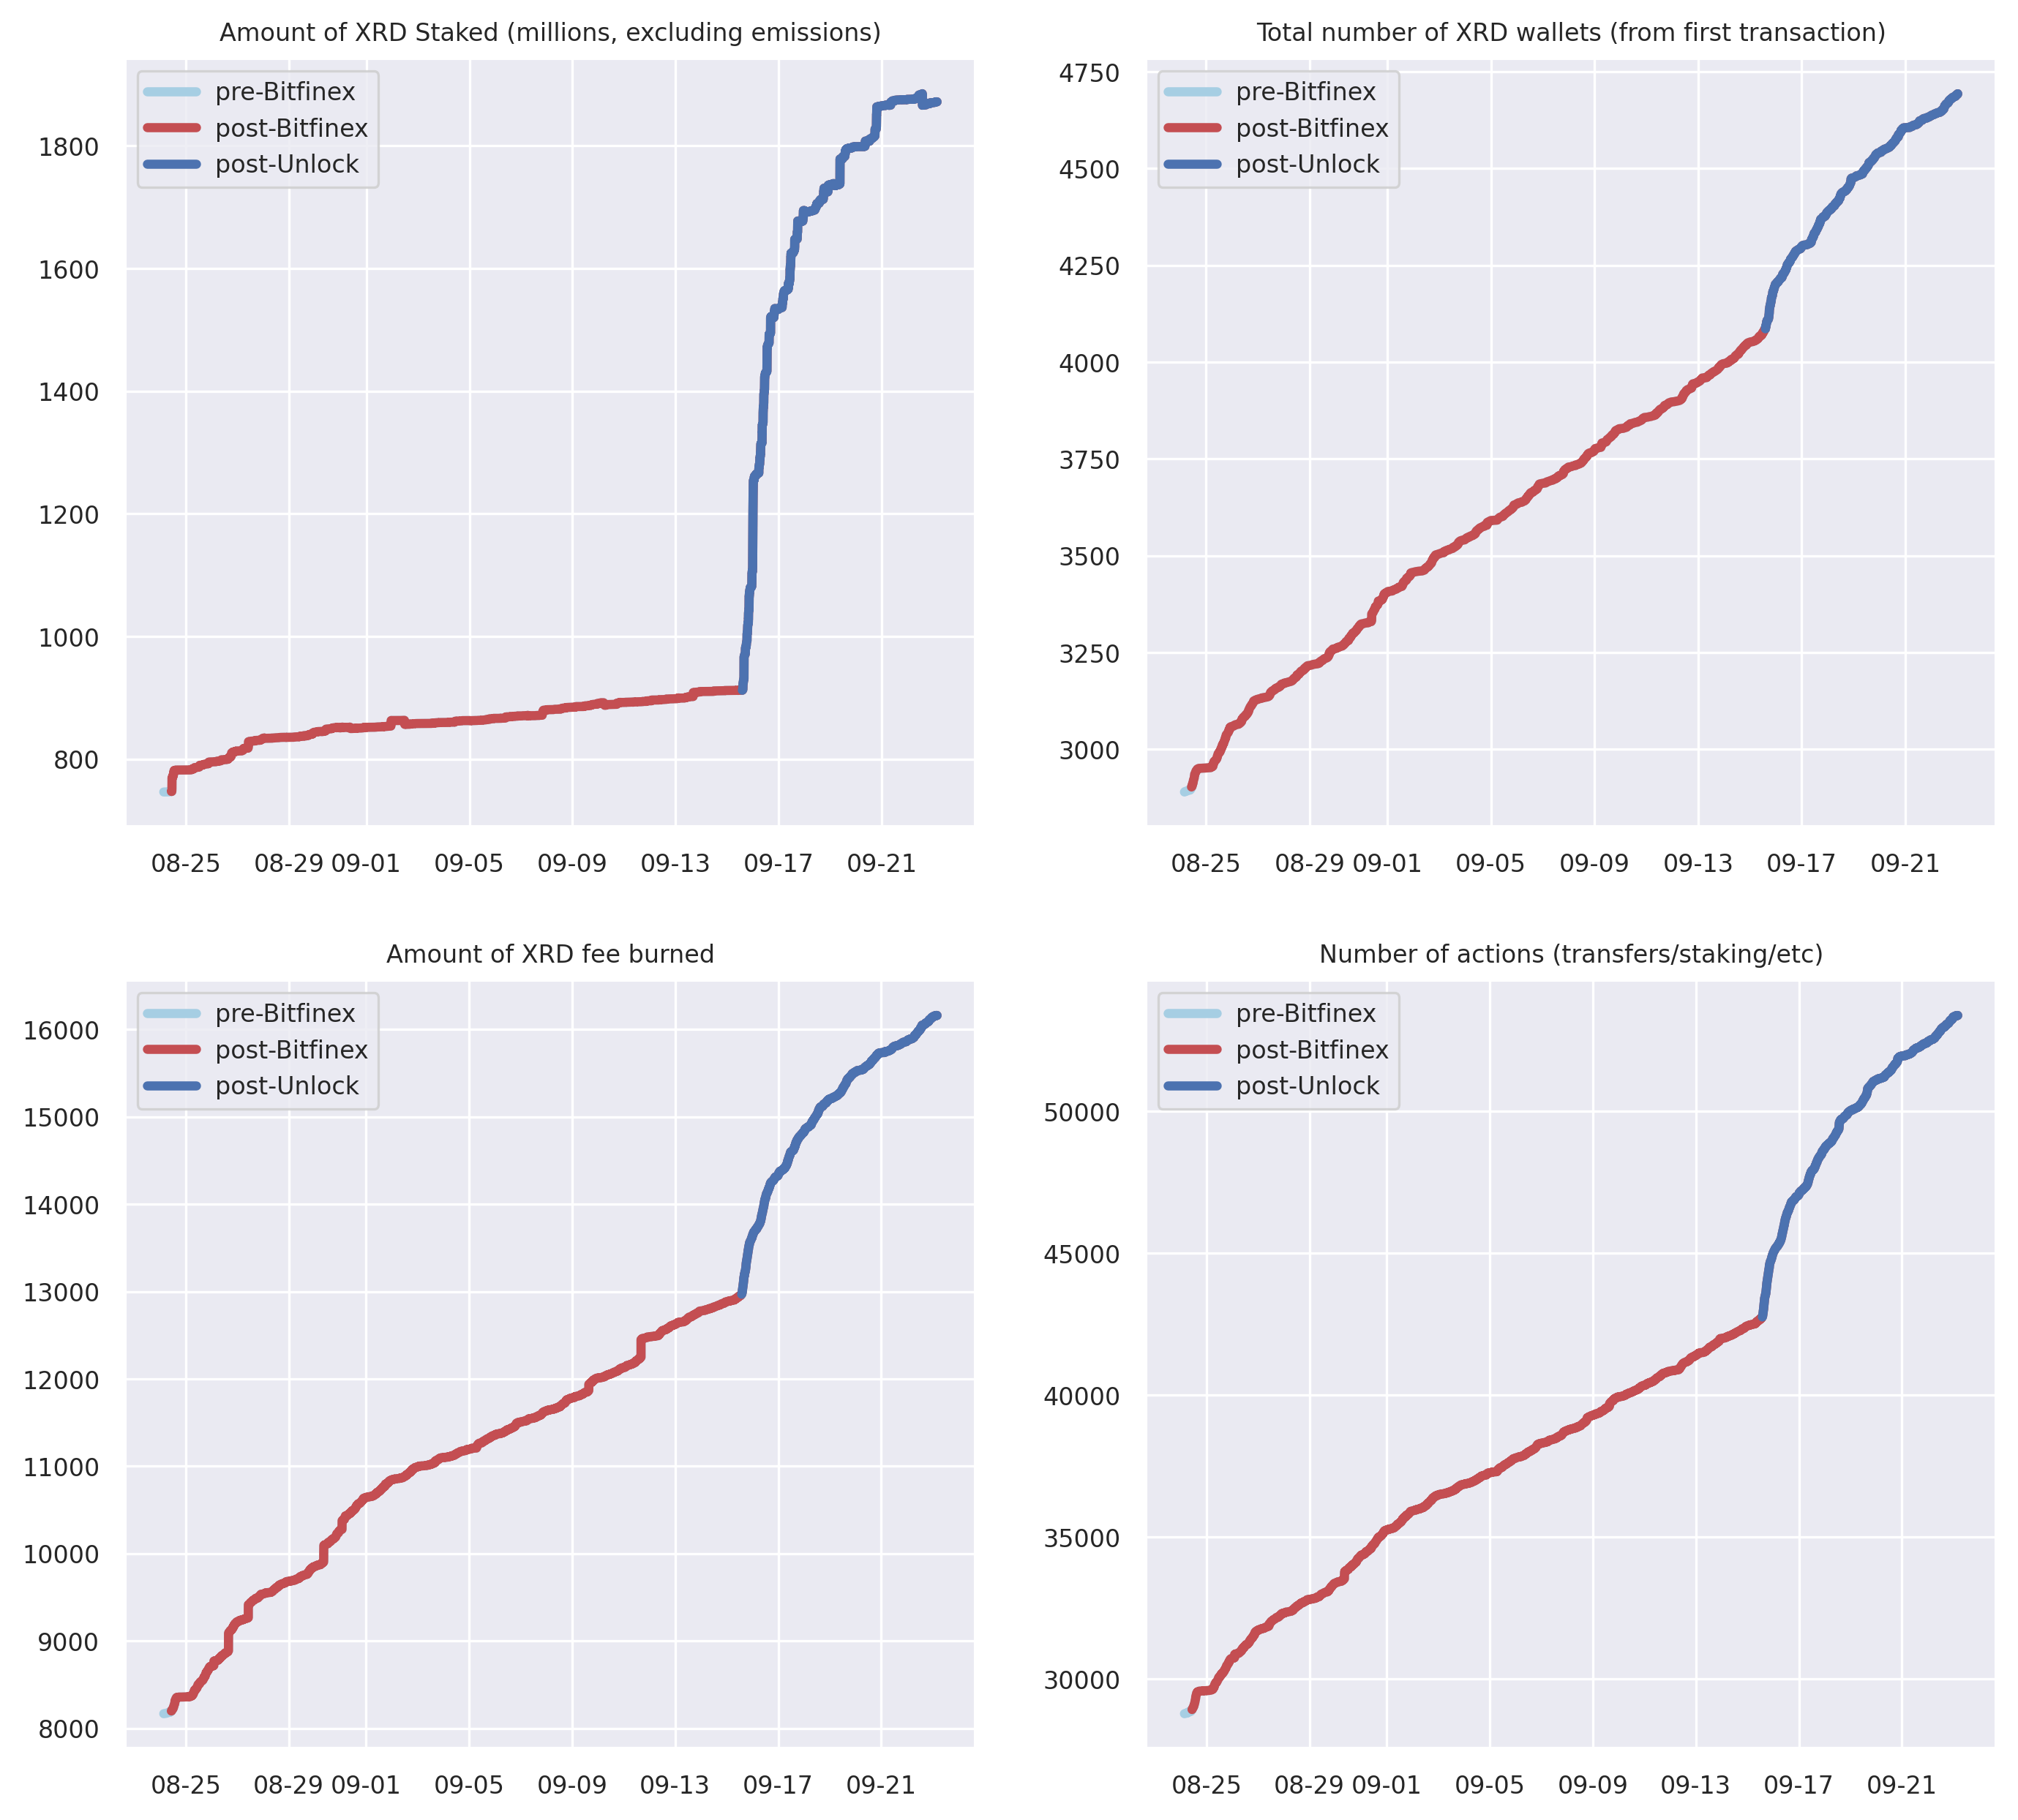 Amount of XRD Staked (millions, excluding emissions)
pre-Bitfinex
post-Bitfinex
post-Unlock
1800
1600
1400
1200
1000
800
08-25 08-29 09-01 09-05 09-09 09-13 09-17 09-21
Total number of XRD wallets (from first transaction)
pre-Bitfinex
post-Bitfinex
post-Unlock
4750
4500
4250
4000
3750
3500
3250
3000
08-25 08-29 09-01 09-05 09-09 09-13 09-17 09-21
Amount of XRD fee burned
pre-Bitfinex
post-Bitfinex
post-Unlock
16000
15000
14000
13000
12000
11000
10000
9000
8000
08-25 08-29 09-01 09-05 09-09 09-13 09-17 09-21
Number of actions (transfers/staking/etc)
pre-Bitfinex
post-Bitfinex
post-Unlock
50000
45000
40000
35000
30000
08-25 08-29 09-01 09-05 09-09 09-13 09-17 09-21